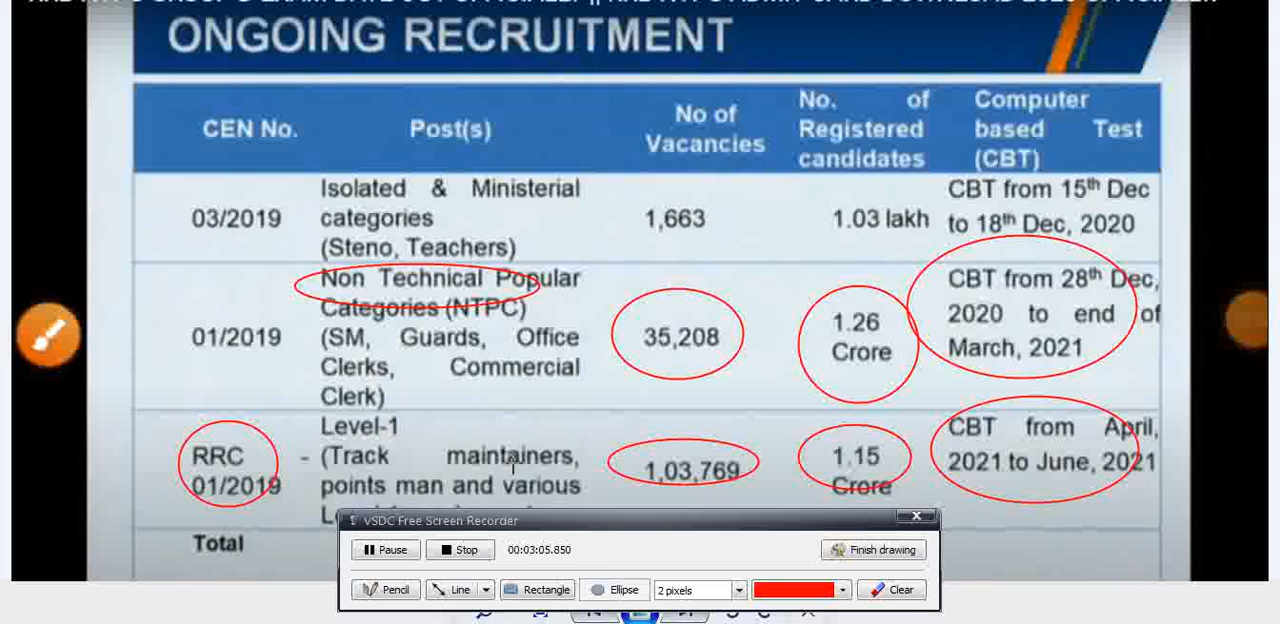 ONGOING RECRUITMENT
CEN No.
Post(s)
No of
Vacancies
No. of
Registered
candidates
Computer
based Test
(CBT)
03/2019
Isolated & Ministerial
categories
(Steno, Teachers)
1,663
1.03 lakh
CBT from 15th Dec
to 18th Dec, 2020
01/2019
Non Technical Popular
Categories (NTPC)
(SM, Guards, Office
Clerks, Commercial
Clerk)
35,208
1.26
Crore
CBT from 28th Dec,
2020 to end of
March, 2021
RRC -
01/2019
Level-1
(Track maintainers,
points man and various
1,03,769
1.15
Crore
CBT from April,
2021 to June, 2021
Total
VSDC Free Screen Recorder
Pause
Stop
00:03:05.850
Finish drawing
Pencil
Line
Rectangle
Ellipse
2 pixels
Clear